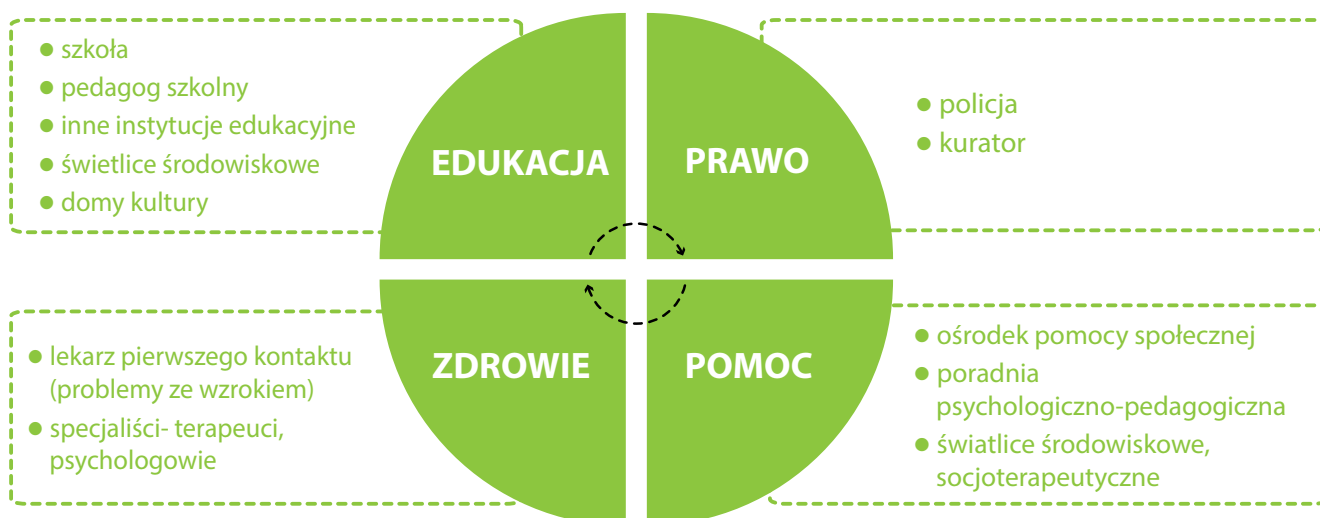 ● szkoła
● pedagog szkolny
● inne instytucje edukacyjne
● świetlice środowiskowe
● domy kultury
EDUKACJA
PRAWO
● policja
● kurator
● lekarz pierwszego kontaktu
(problemy ze wzrokiem)
● specjaliści- terapeuci,
psychologowie
ZDROWIE
POMOC
● ośrodek pomocy społecznej
● poradnia
psychologiczno-pedagogiczna
● światlice środowiskowe,
socjoterapeutyczne